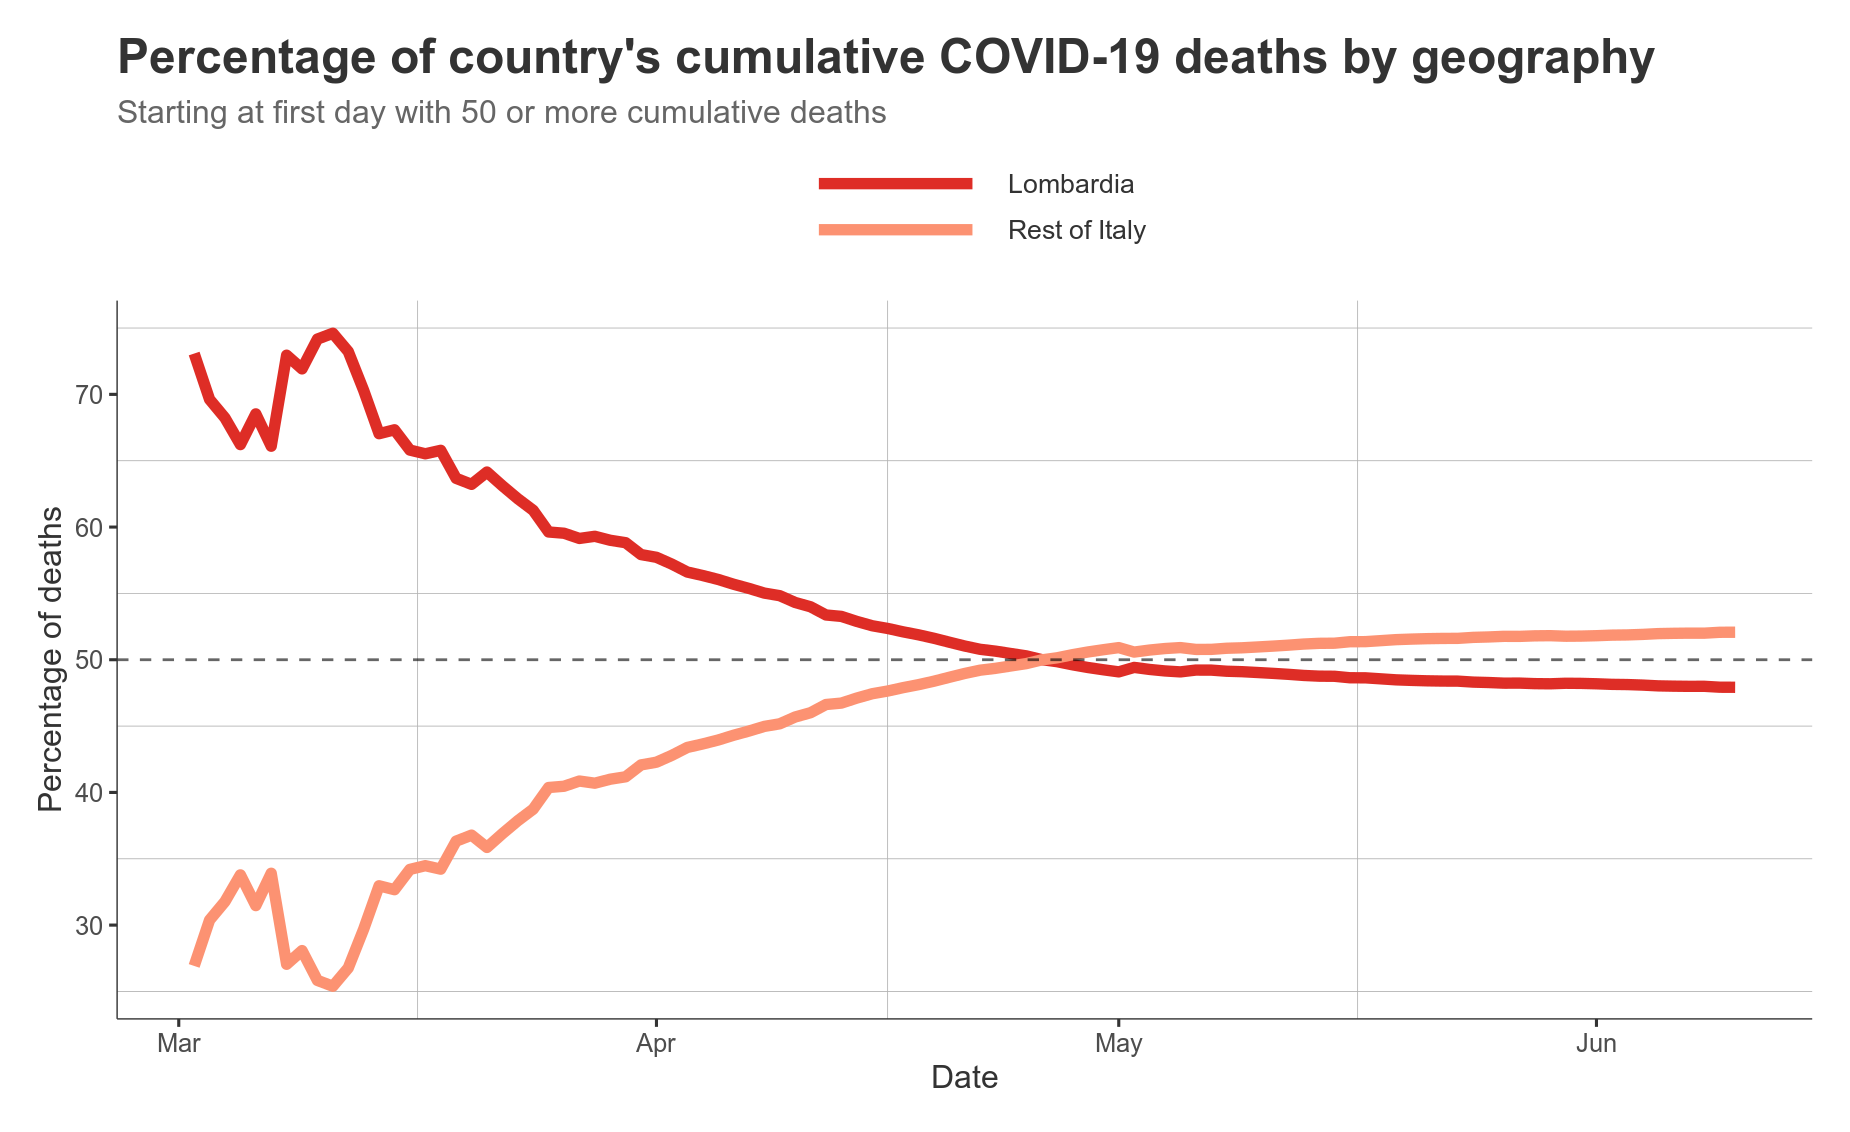 Percentage of country's cumulative COVID-19 deaths by geography
Starting at first day with 50 or more cumulative deaths
Lombardia
Rest of Italy
Percentage of deaths
70
60
50
40
30
Mar Apr May Jun
Date